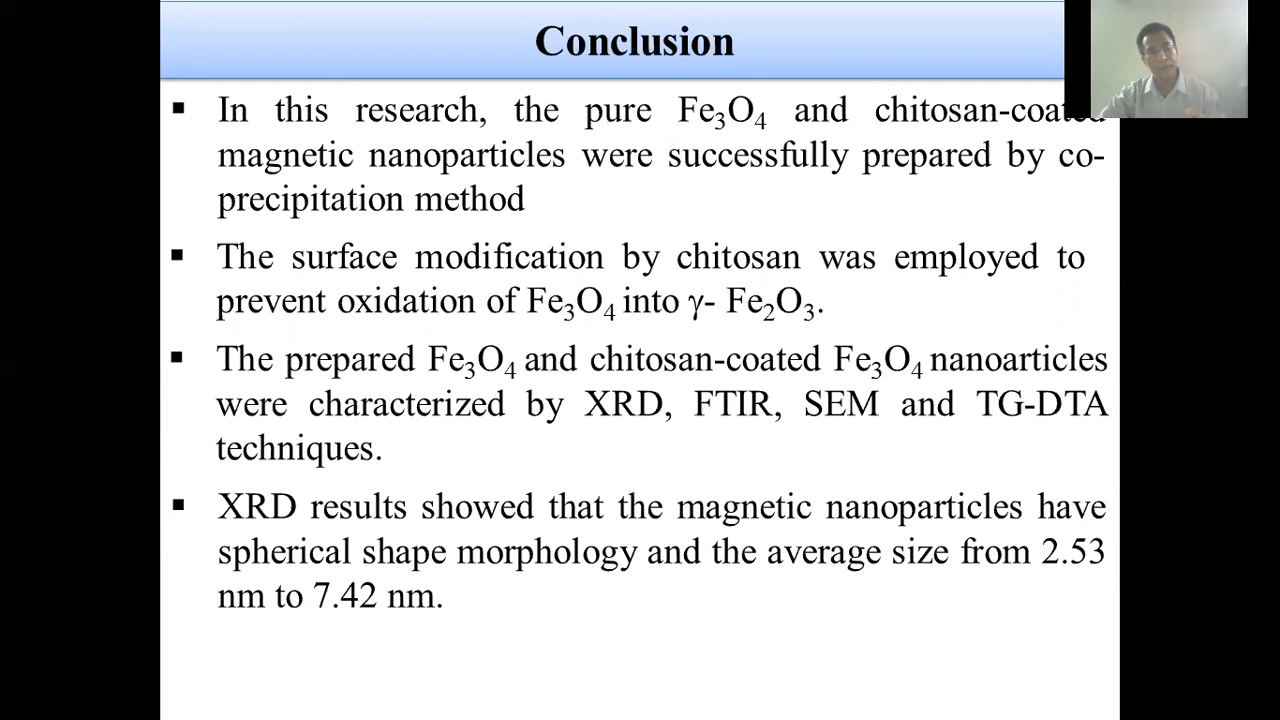 Conclusion
▪ In this research, the pure Fe₃O₄ and chitosan-coated
magnetic nanoparticles were successfully prepared by co-
precipitation method
▪ The surface modification by chitosan was employed to
prevent oxidation of Fe₃O₄ into γ- Fe₂O₃.
▪ The prepared Fe₃O₄ and chitosan-coated Fe₃O₄ nanoarticles
were characterized by XRD, FTIR, SEM and TG-DTA
techniques.
▪ XRD results showed that the magnetic nanoparticles have
spherical shape morphology and the average size from 2.53
nm to 7.42 nm.